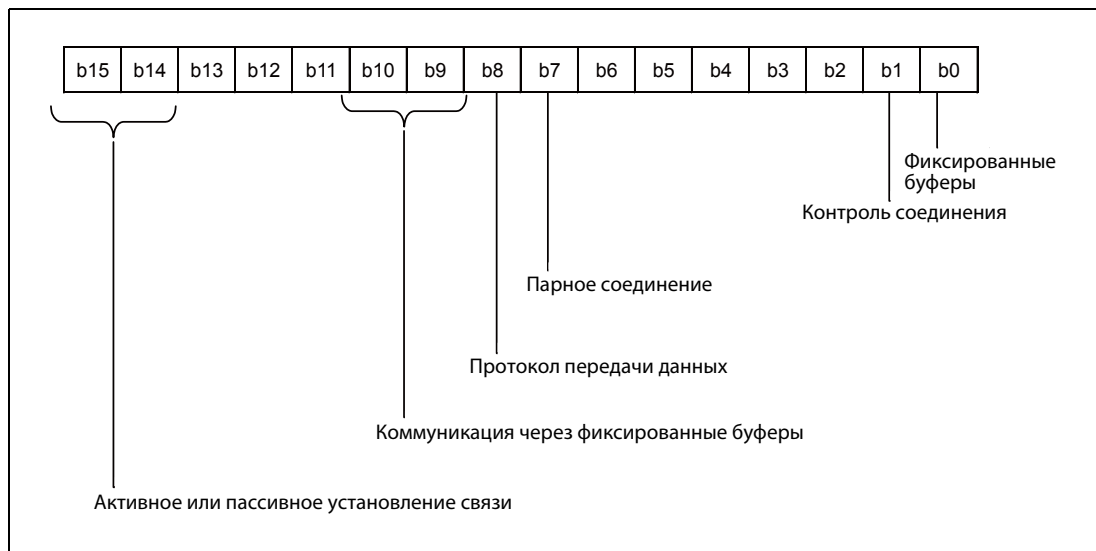 b15 b14 b13 b12 b11 b10 b9 b8 b7 b6 b5 b4 b3 b2 b1 b0
Фиксированные
буферы
Контроль соединения
Парное соединение
Протокол передачи данных
Коммуникация через фиксированные буферы
Активное или пассивное установление связи